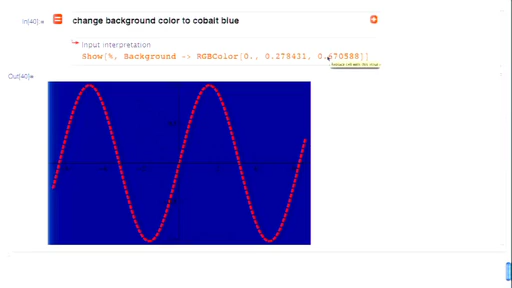 In[40]:= change background color to cobalt blue
Input interpretation
Show[%, Background -> RGBColor[0., 0.278431, 0.670588]]
Out[40]=